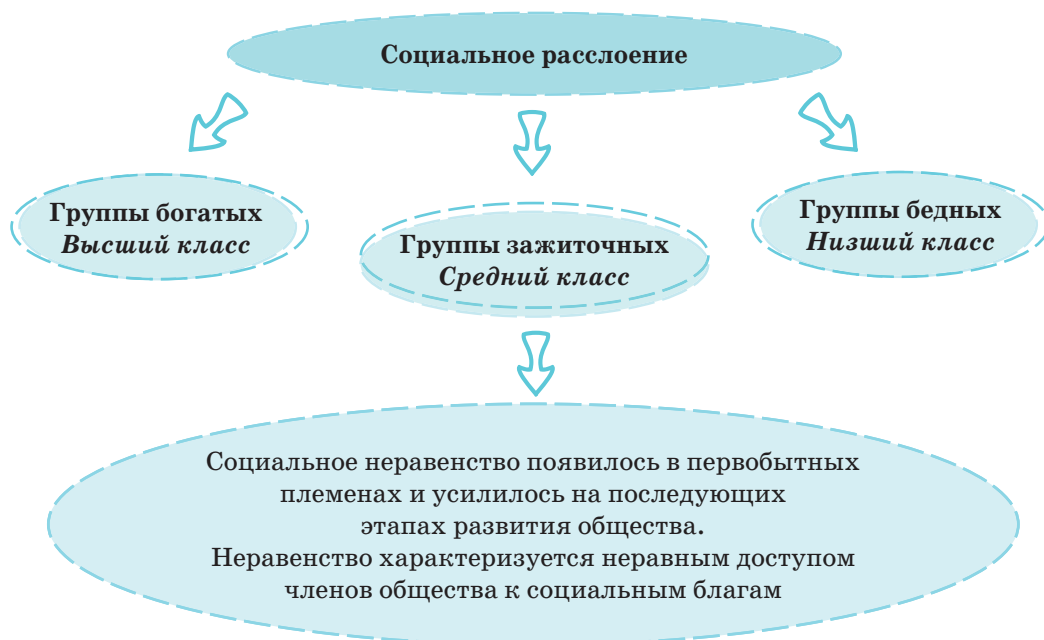 Социальное расслоение
Группы богатых
Высший класс
Группы зажиточных
Средний класс
Группы бедных
Низший класс
Социальное неравенство появилось в первобытных
племенах и усилилось на последующих
этапах развития общества.
Неравенство характеризуется неравным доступом
членов общества к социальным благам